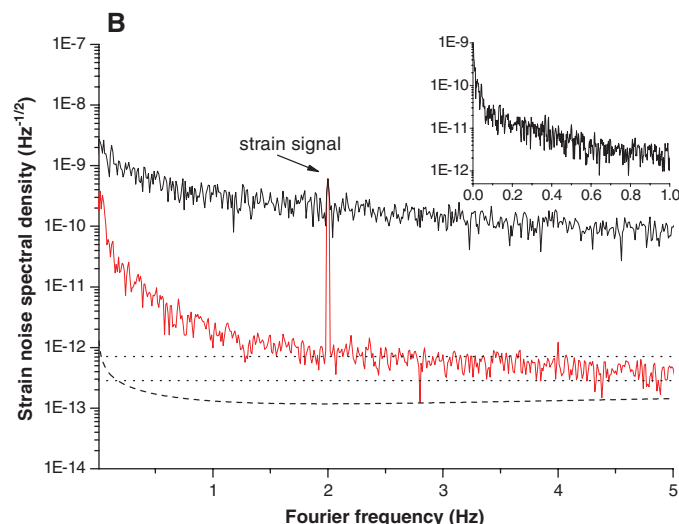 B
1E-7
1E-8
1E-9
1E-10
1E-11
1E-12
1E-13
1E-14
Strain noise spectral density (Hz-1/2)
strain signal
1E-9
1E-10
1E-11
1E-12
0.0 0.2 0.4 0.6 0.8 1.0
1 2 3 4 5
Fourier frequency (Hz)